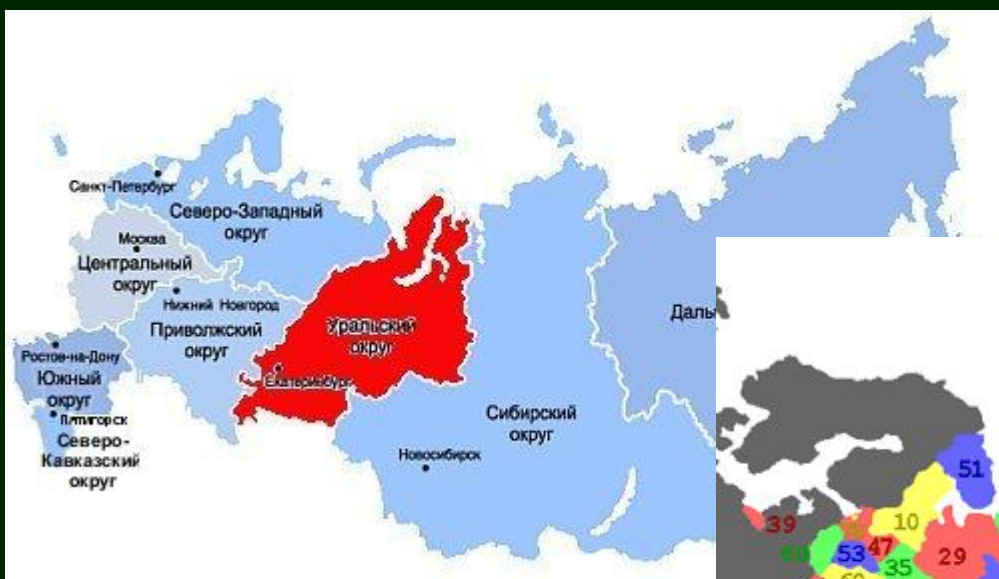 Санкт-Петербург
Северо-Западный
округ
Москва
Центральный
округ
Нижний Новгород
Приволжский
округ
Уральский
округ
Екатеринбург
Ростов-на-Дону
Южный
округ
Пятигорск
Северо-
Кавказский
округ
Сибирский
округ
Новосибирск
Даль
51
39
10
60
53
47
35
29